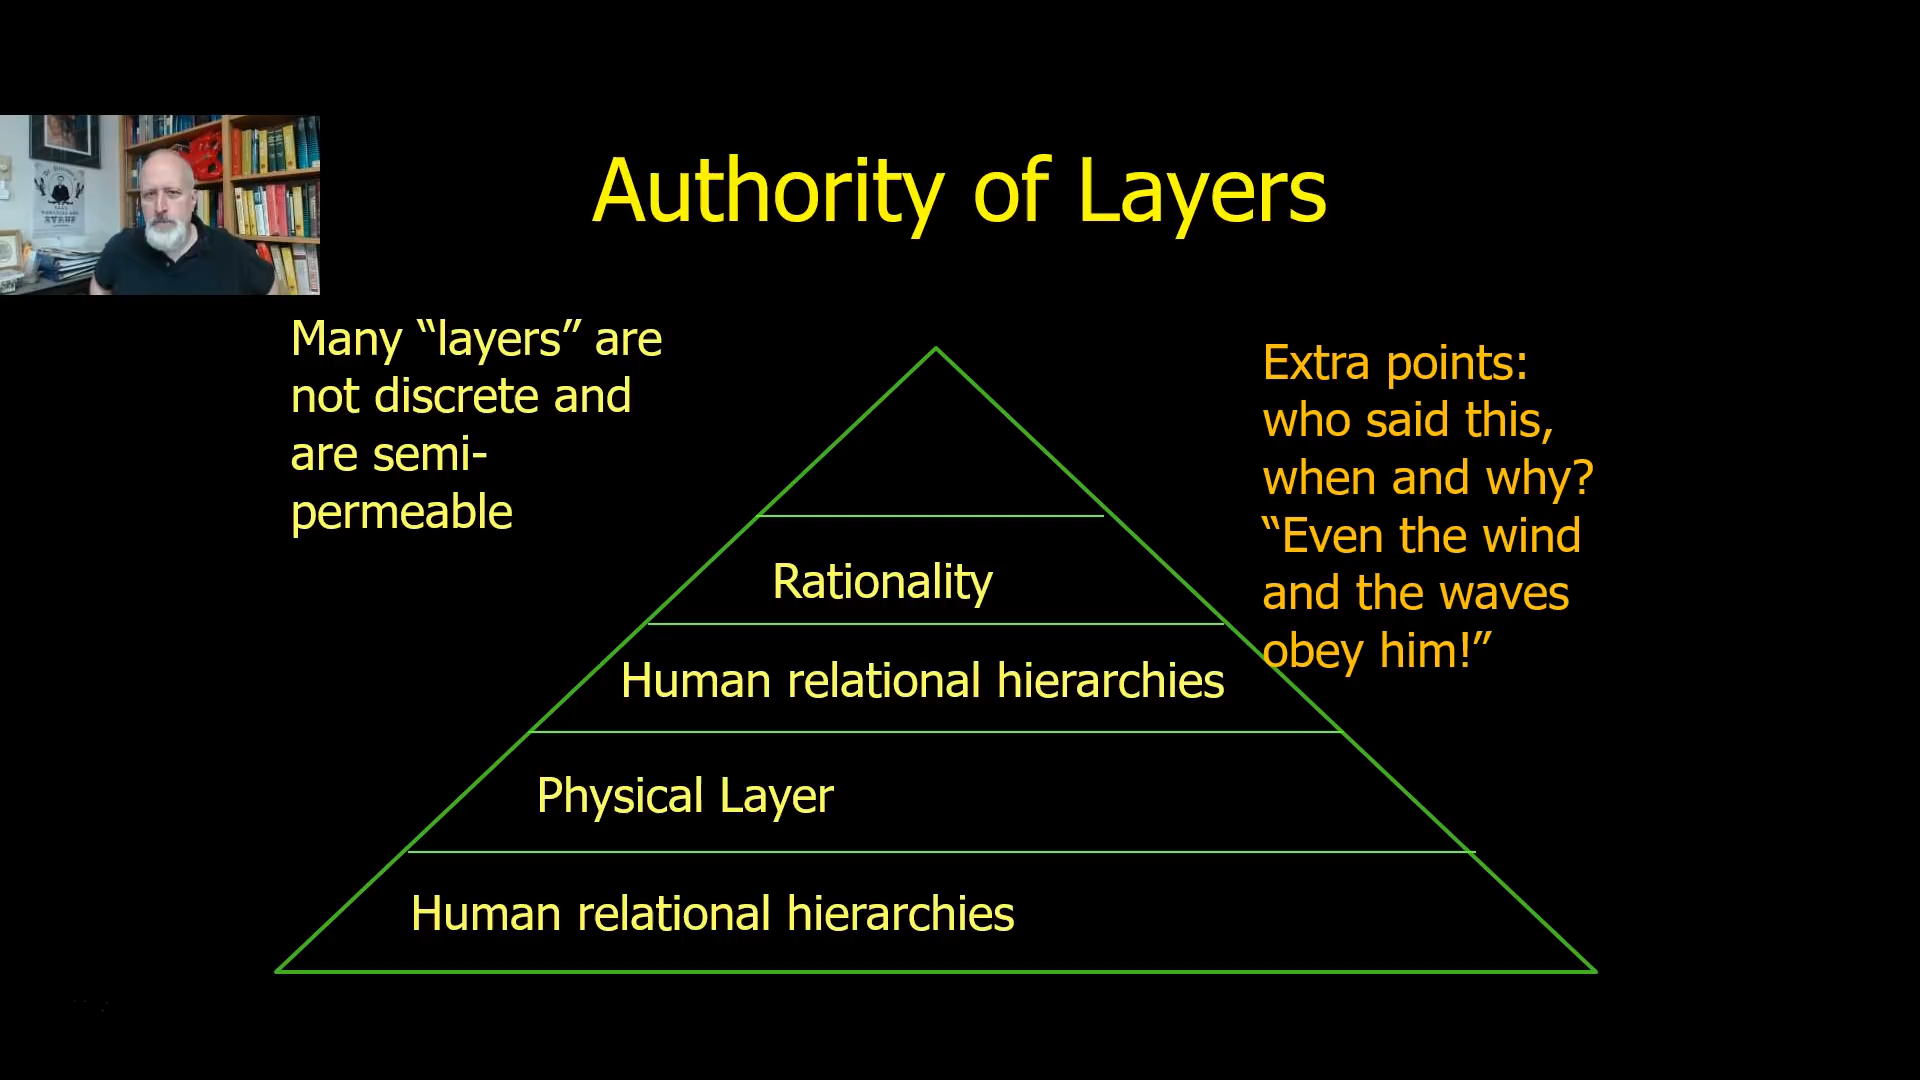 Authority of Layers
Many “layers” are
not discrete and
are semi-
permeable
Extra points:
who said this,
when and why?
“Even the wind
and the waves
obey him!”
Rationality
Human relational hierarchies
Physical Layer
Human relational hierarchies